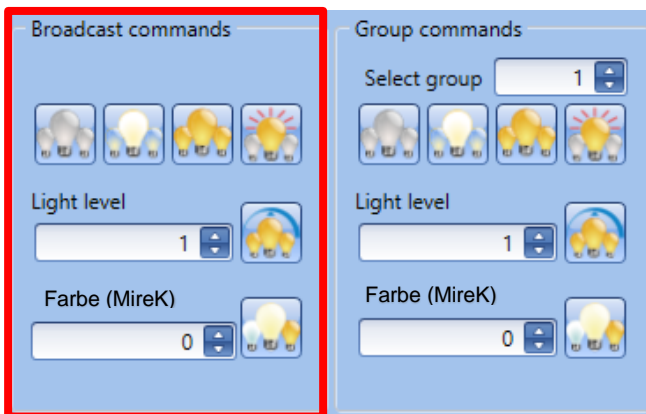 Broadcast commands
Light level
1
Farbe (MireK)
0
Group commands
Select group 1
Light level
1
Farbe (MireK)
0